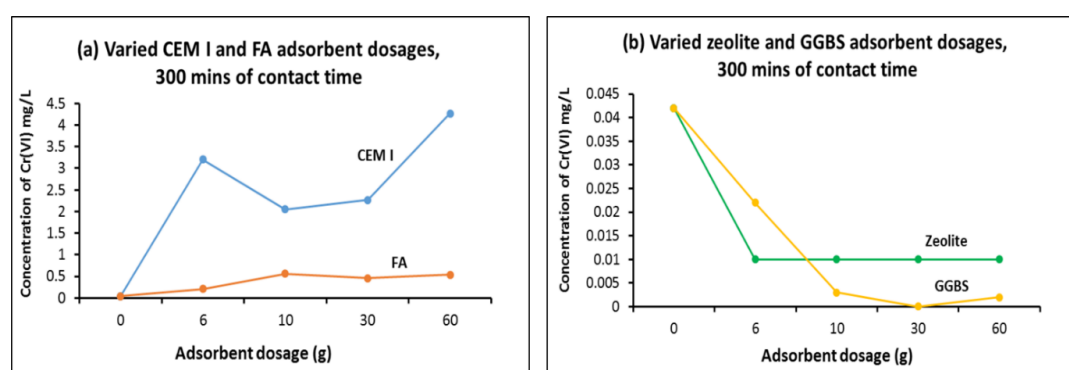 (a) Varied CEM I and FA adsorbent dosages,
300 mins of contact time
Concentration of Cr(VI) mg/L
4.5
4
3.5
3
2.5
2
1.5
1
0.5
0
CEM I
FA
0 6 10 30 60
Adsorbent dosage (g)
(b) Varied zeolite and GGBS adsorbent dosages,
300 mins of contact time
Concentration of Cr(VI) mg/L
0.045
0.04
0.035
0.03
0.025
0.02
0.015
0.01
0.005
0
Zeolite
GGBS
0 6 10 30 60
Adsorbent dosage (g)